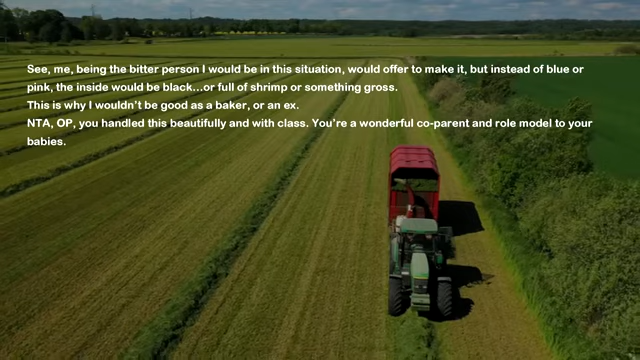 See, me, being the bitter person I would be in this situation, would offer to make it, but instead of blue or
pink, the inside would be black...or full of shrimp or something gross.
This is why I wouldn't be good as a baker, or an ex.
NTA, OP, you handled this beautifully and with class. You're a wonderful co-parent and role model to your
babies.